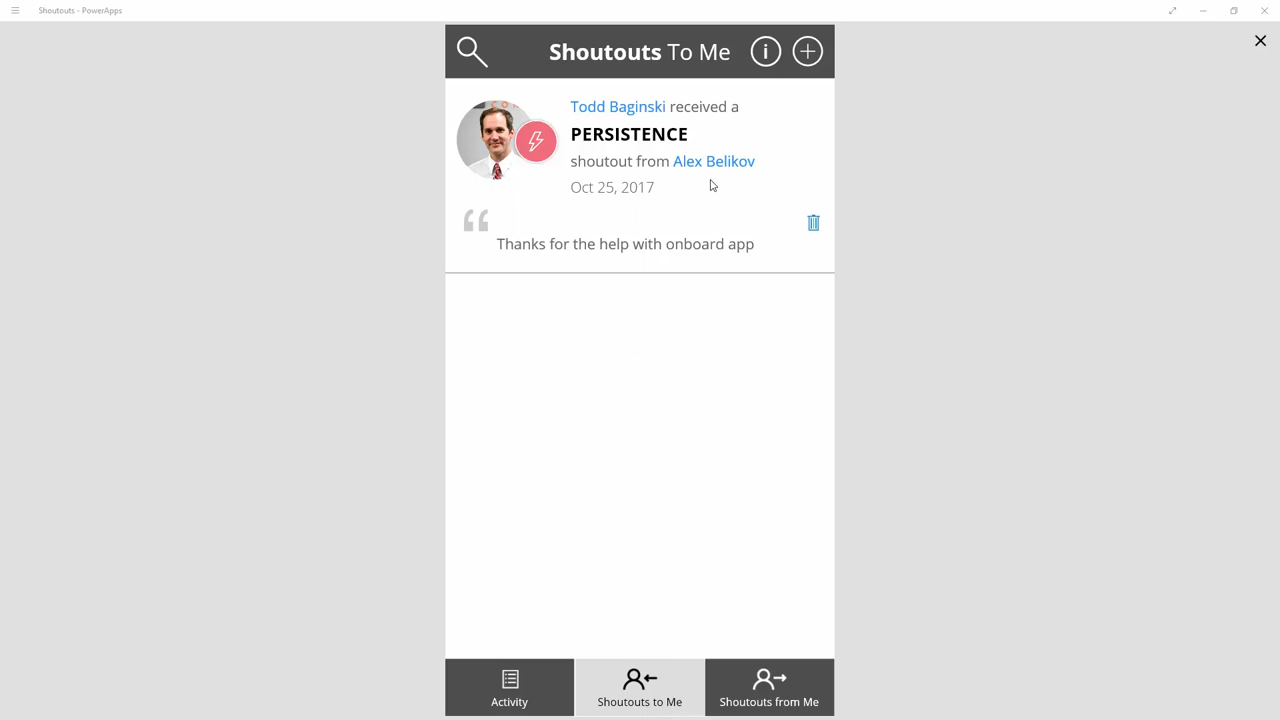 Shoutouts - PowerApps
Shoutouts To Me
Todd Baginski received a
PERSISTENCE
shoutout from Alex Belikov
Oct 25, 2017
Thanks for the help with onboard app
Activity
Shoutouts to Me
Shoutouts from Me